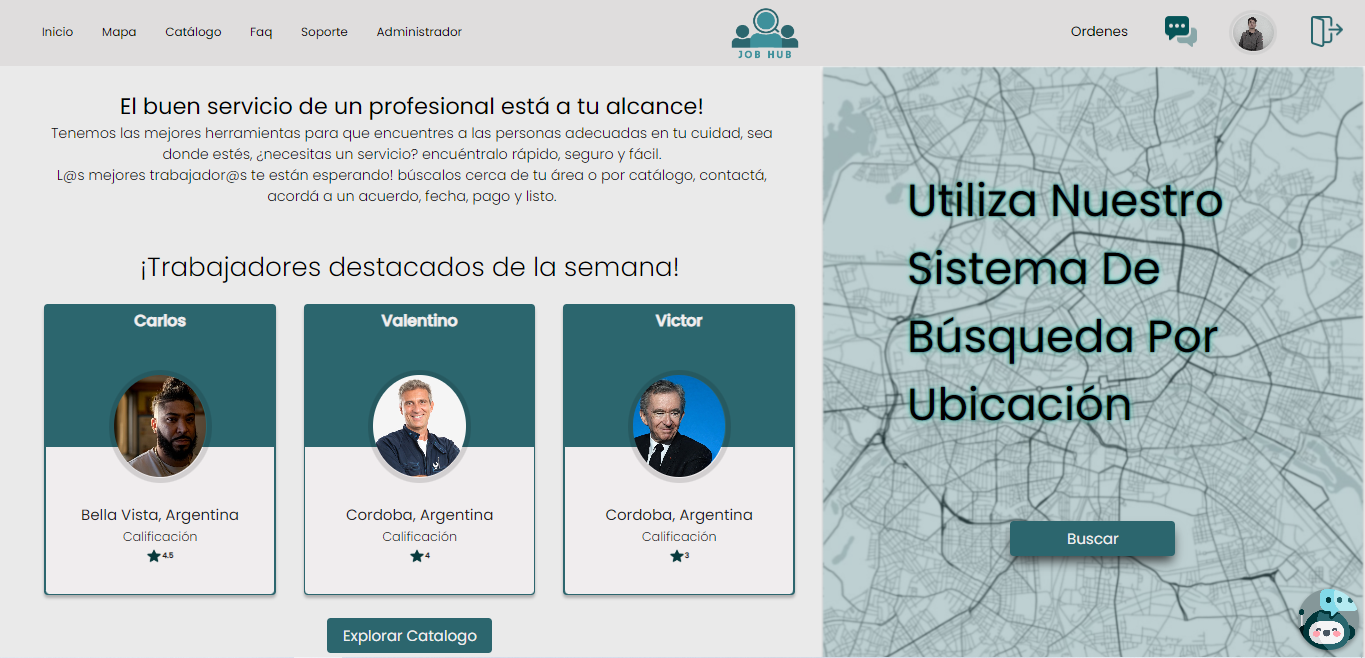 Inicio Mapa Catálogo Faq Soporte Administrador
JOB HUB
Ordenes
El buen servicio de un profesional está a tu alcance!
Tenemos las mejores herramientas para que encuentres a las personas adecuadas en tu cuidad, sea
donde estés, ¿necesitas un servicio? encuéntralo rápido, seguro y fácil.
L@s mejores trabajador@s te están esperando! búscalos cerca de tu área o por catálogo, contactá,
acordá a un acuerdo, fecha, pago y listo.
¡Trabajadores destacados de la semana!
Carlos
Bella Vista, Argentina
Calificación
4.5
Valentino
Cordoba, Argentina
Calificación
4
Victor
Cordoba, Argentina
Calificación
3
Explorar Catalogo
Utiliza Nuestro
Sistema De
Búsqueda Por
Ubicación
Buscar